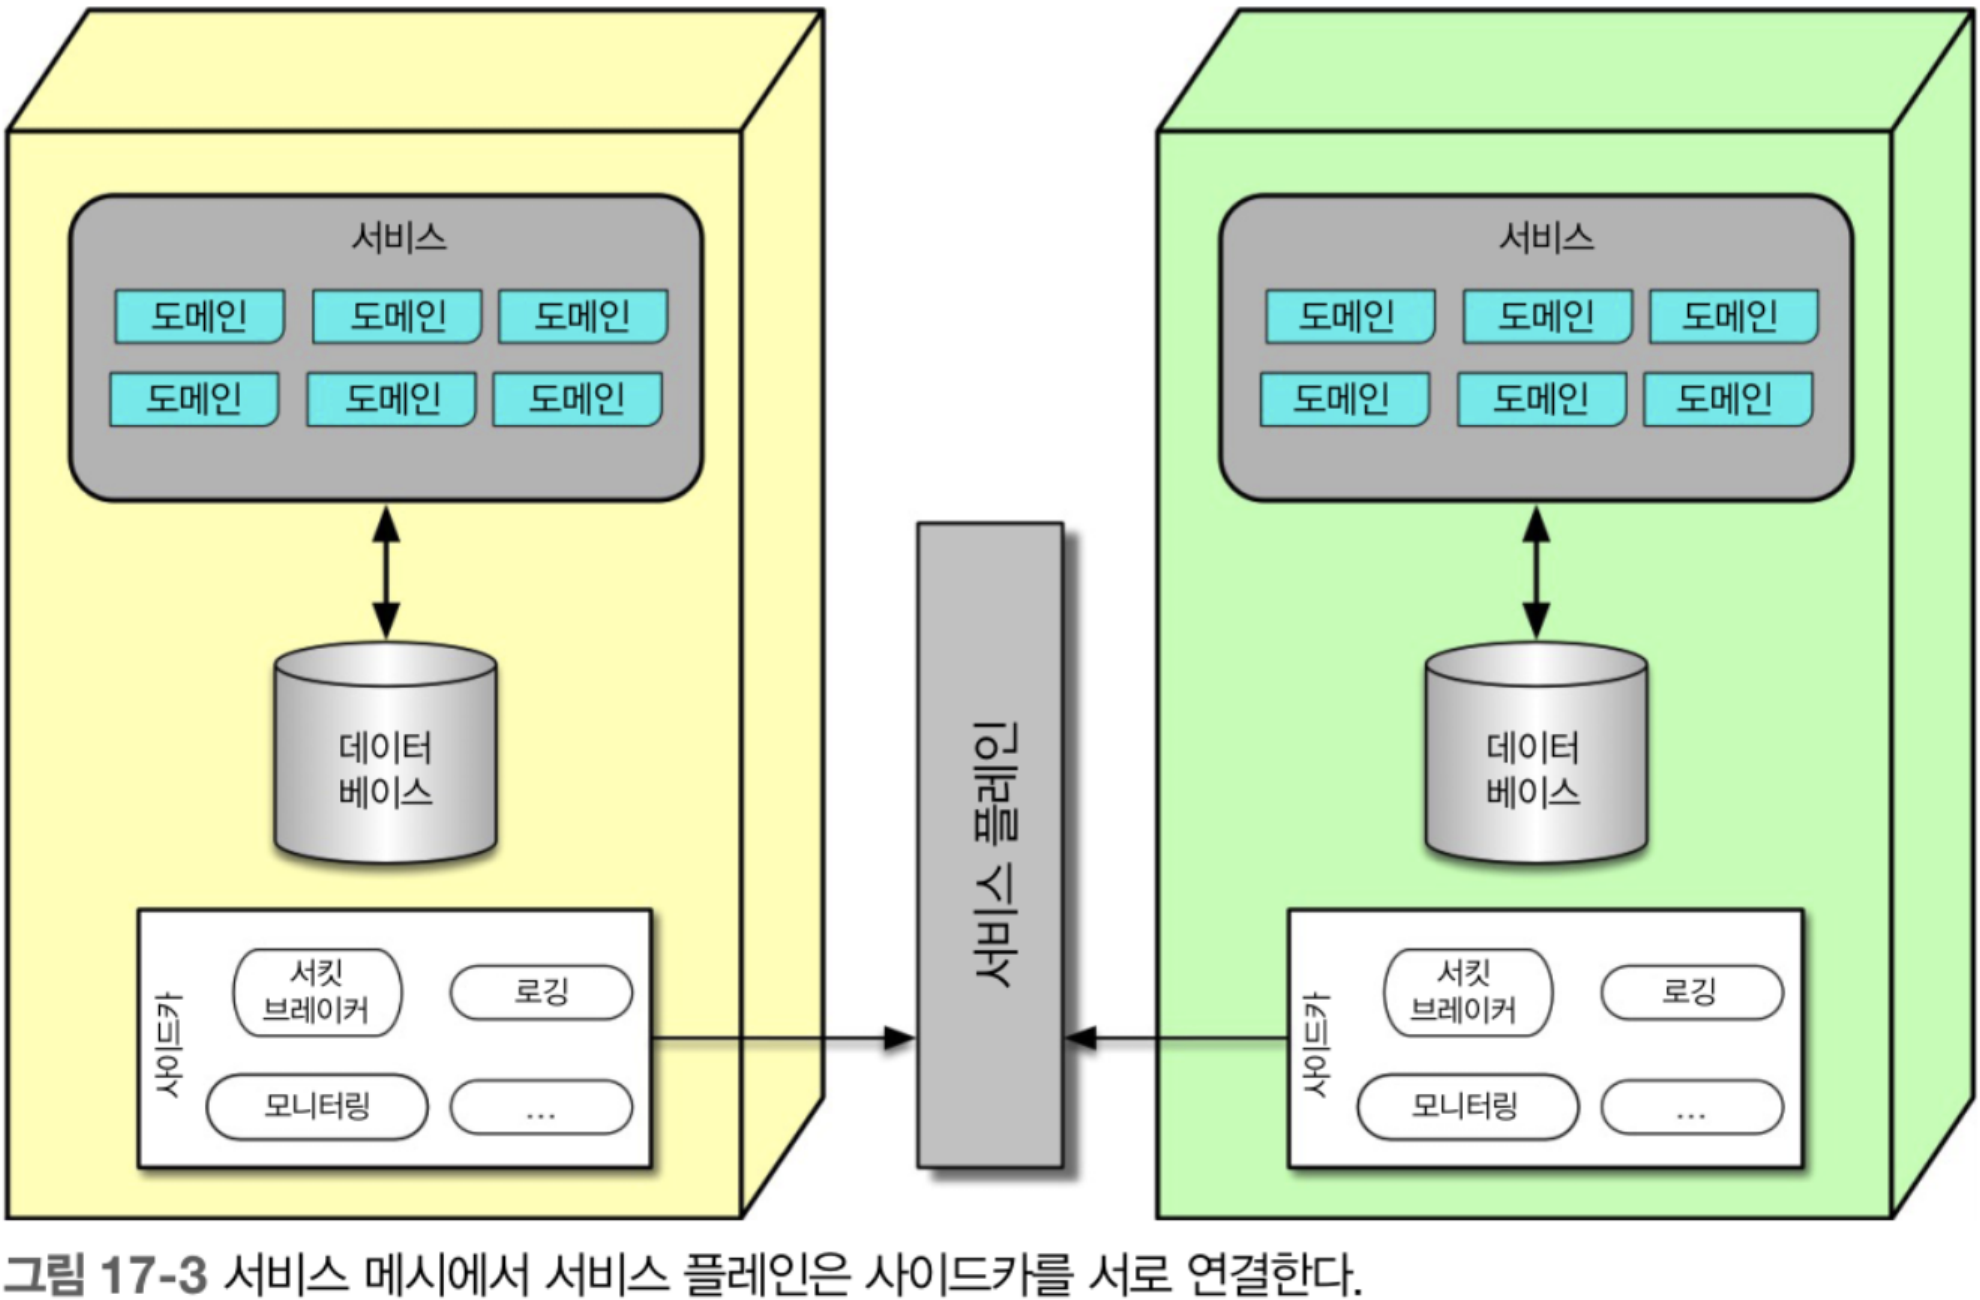 서비스
도메인 도메인 도메인
도메인 도메인 도메인
데이터
베이스
사이드카
서킷
브레이커
로깅
모니터링
...
서비스 플레인
서비스
도메인 도메인 도메인
도메인 도메인 도메인
데이터
베이스
사이드카
서킷
브레이커
로깅
모니터링
...
그림 17-3 서비스 메시에서 서비스 플레인은 사이드카를 서로 연결한다.